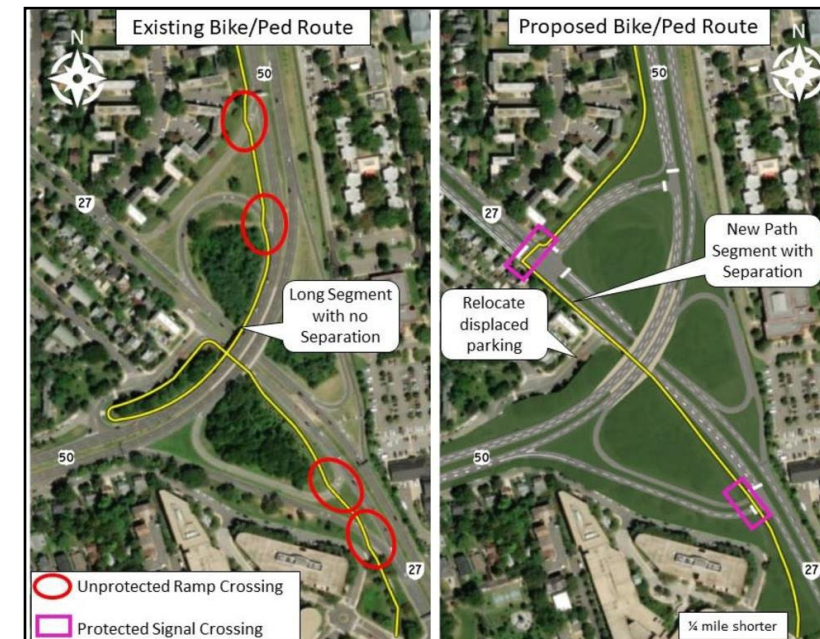 Existing Bike/Ped Route
N
50
27
Long Segment
with no
Separation
50
27
Unprotected Ramp Crossing
Protected Signal Crossing
Proposed Bike/Ped Route
N
50
27
New Path
Segment with
Separation
Relocate
displaced
parking
50
27
¼ mile shorter